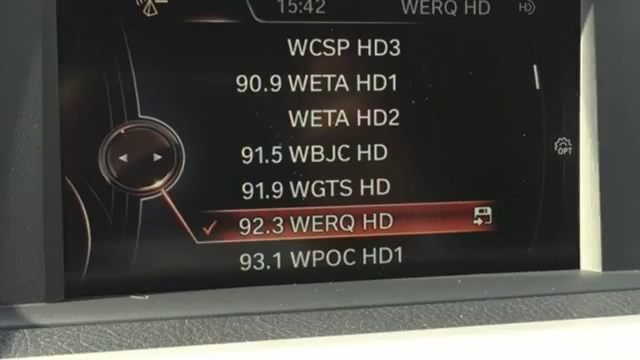 15:42 WERQ HD HD
WCSP HD3
90.9 WETA HD1
WETA HD2
91.5 WBJC HD
OPT
91.9 WGTS HD
92.3 WERQ HD
93.1 WPOC HD1